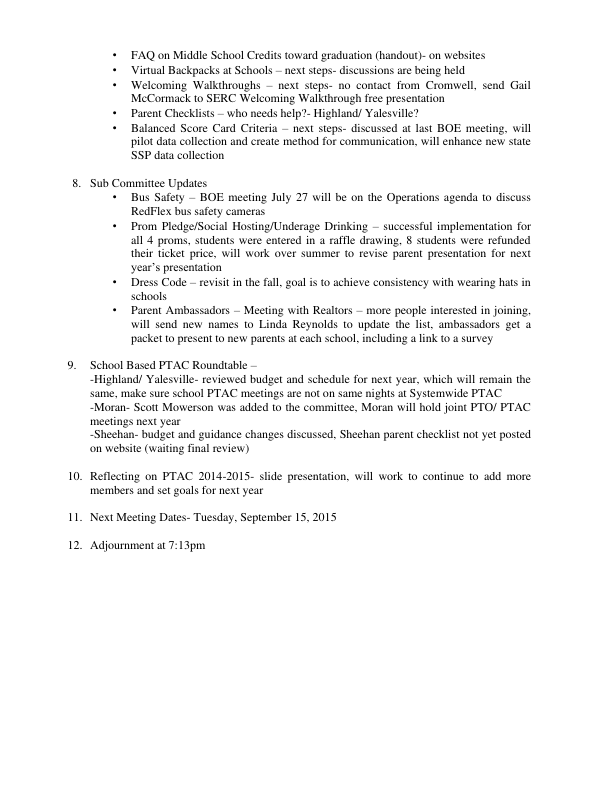 • FAQ on Middle School Credits toward graduation (handout)- on websites
• Virtual Backpacks at Schools – next steps- discussions are being held
• Welcoming Walkthroughs – next steps- no contact from Cromwell, send Gail
McCormack to SERC Welcoming Walkthrough free presentation
• Parent Checklists – who needs help?- Highland/ Yalesville?
• Balanced Score Card Criteria – next steps- discussed at last BOE meeting, will
pilot data collection and create method for communication, will enhance new state
SSP data collection
8. Sub Committee Updates
• Bus Safety – BOE meeting July 27 will be on the Operations agenda to discuss
RedFlex bus safety cameras
• Prom Pledge/Social Hosting/Underage Drinking – successful implementation for
all 4 proms, students were entered in a raffle drawing, 8 students were refunded
their ticket price, will work over summer to revise parent presentation for next
year's presentation
• Dress Code – revisit in the fall, goal is to achieve consistency with wearing hats in
schools
• Parent Ambassadors – Meeting with Realtors – more people interested in joining,
will send new names to Linda Reynolds to update the list, ambassadors get a
packet to present to new parents at each school, including a link to a survey
9. School Based PTAC Roundtable –
-Highland/ Yalesville- reviewed budget and schedule for next year, which will remain the
same, make sure school PTAC meetings are not on same nights at Systemwide PTAC
-Moran- Scott Mowerson was added to the committee, Moran will hold joint PTO/ PTAC
meetings next year
-Sheehan- budget and guidance changes discussed, Sheehan parent checklist not yet posted
on website (waiting final review)
10. Reflecting on PTAC 2014-2015- slide presentation, will work to continue to add more
members and set goals for next year
11. Next Meeting Dates- Tuesday, September 15, 2015
12. Adjournment at 7:13pm